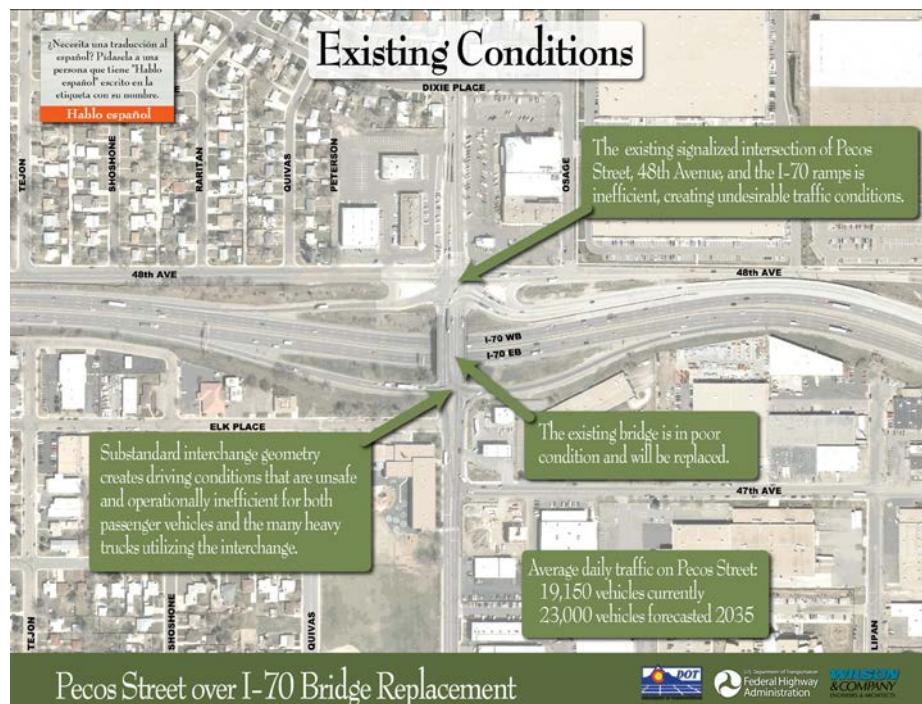 Existing Conditions
¿Necesita una traducción al
español? Pídasela a una
persona que tiene "Hablo
español" escrito en la
etiqueta con su nombre.
Hablo español
DIXIE PLACE
TEJON
SHOSHONE
RARITAN
QUIVAS
PETERSON
OSAGE
The existing signalized intersection of Pecos
Street, 48th Avenue, and the I-70 ramps is
inefficient, creating undesirable traffic conditions.
48th AVE
48th AVE
I-70 WB
I-70 EB
ELK PLACE
Substandard interchange geometry
creates driving conditions that are unsafe
and operationally inefficient for both
passenger vehicles and the many heavy
trucks utilizing the interchange.
The existing bridge is in poor
condition and will be replaced.
47th AVE
Average daily traffic on Pecos Street:
19,150 vehicles currently
23,000 vehicles forecasted 2035
TEJON
SHOSHONE
QUIVAS
LIPAN
Pecos Street over I-70 Bridge Replacement
DOT
U.S. Department of Transportation
Federal Highway
Administration
WILSON
&COMPANY
ENGINEERS & ARCHITECTS